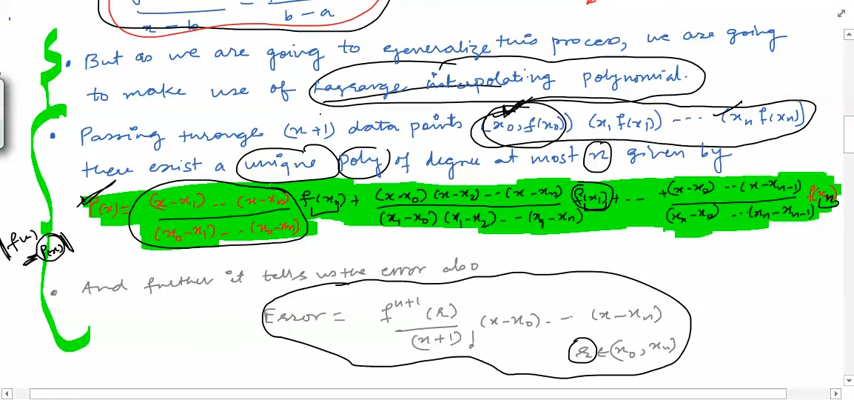 x - b    b - a
• But as we are going to generalize this process, we are going
to make use of Lagrange interpolating polynomial.
• Passing through (n+1) data points (x0, f(x0)) (x1 f(x1) ---- (xn f(xn))
there exist a unique poly of degree at most n given by
P(x) = (x-x1) -- (x-xn) / (x0-x1) -- (x0-xn) f(x0) + (x-x0) (x-x2) -- (x-xn) / (x1-x0) (x1-x2) -- (x1-xn) f(x1) + -- + (x-x0) -- (x-xn-1) / (xn-x0) -- (xn-xn-1) f(xn)
|f(x) - P(x)|
• And further it tells us the error also
Error = f^n+1 (ξ) / (n+1)! (x-x0) - -- (x-xn)
ξ ∈ (x0, xn)